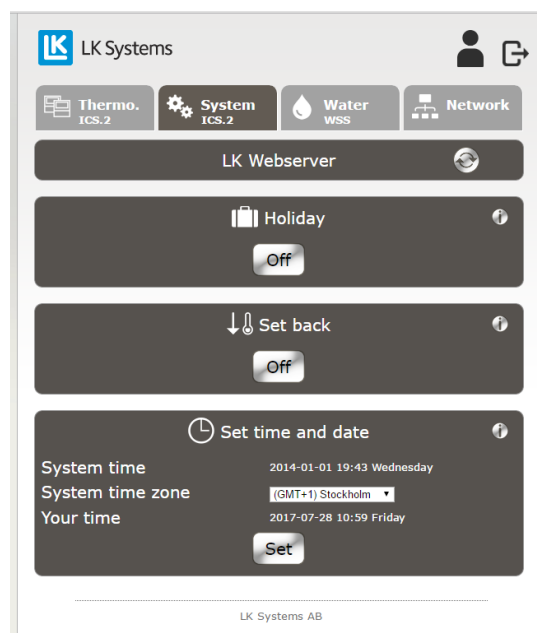 LK LK Systems
Thermo. System Water Network
ICS.2 ICS.2 WSS
LK Webserver
Holiday
Off
Set back
Off
Set time and date
System time 2014-01-01 19:43 Wednesday
System time zone (GMT+1) Stockholm
Your time 2017-07-28 10:59 Friday
Set
LK Systems AB